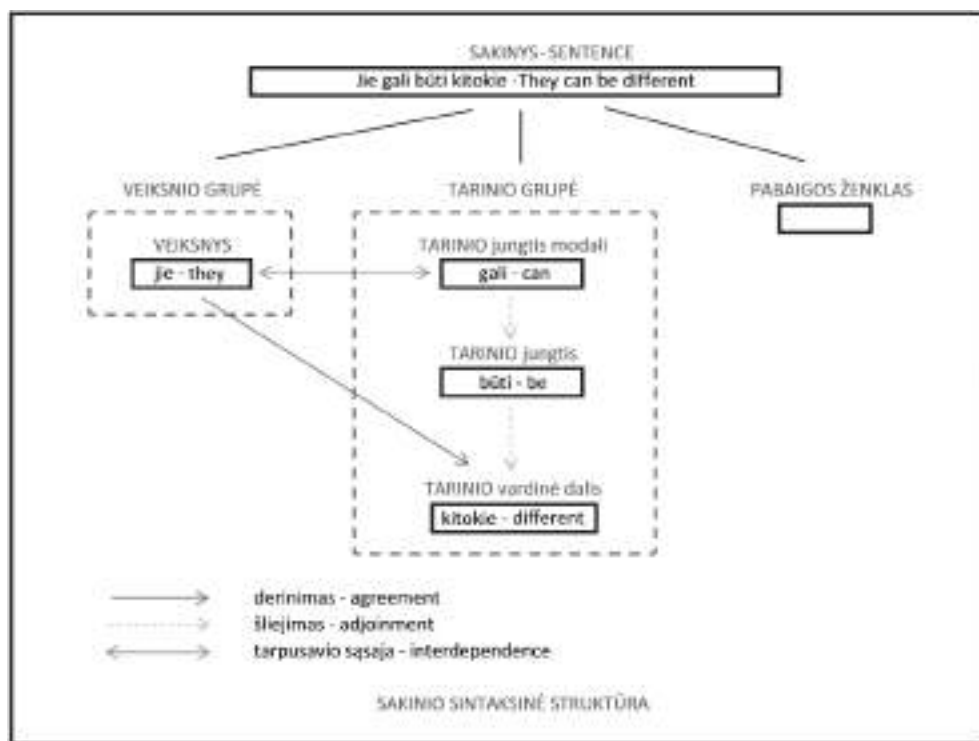 SAKINYS - SENTENCE
Jie gali būti kitokie - They can be different
VEIKSNIO GRUPĖ
TARINIO GRUPĖ
PABAIGOS ŽENKLAS
VEIKSNYS
jie - they
TARINIO jungtis modali
gali - can
TARINIO jungtis
būti - be
TARINIO vardinė dalis
kitokie - different
derinimas - agreement
šliejimas - adjoinment
tarpusavio sąsaja - interdependence
SAKINIO SINTAKSINĖ STRUKTŪRA